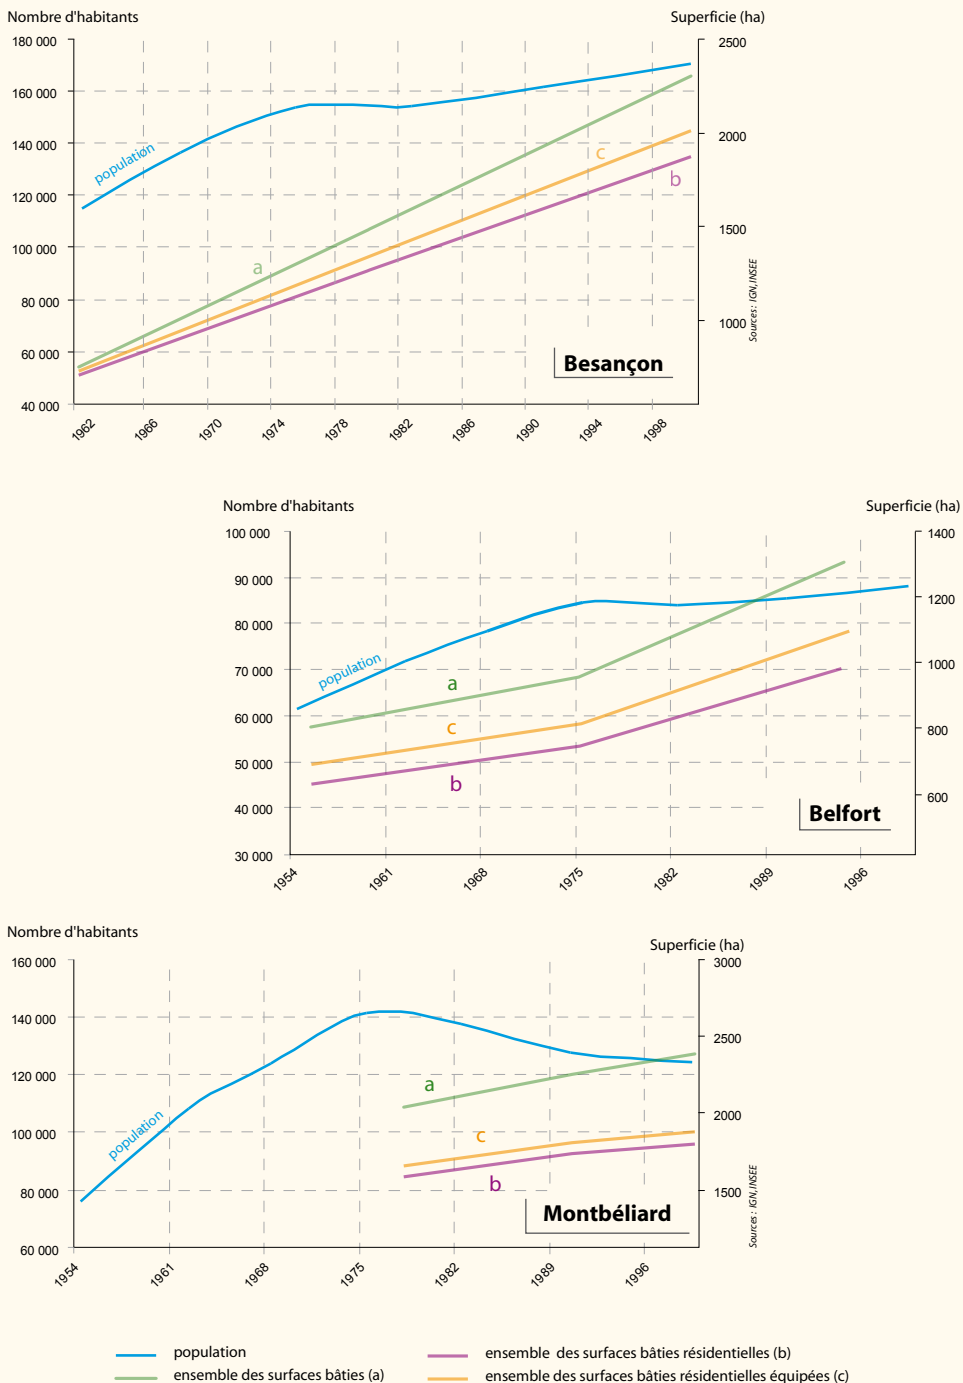 Nombre d'habitants
Superficie (ha)
180 000
160 000
140 000
120 000
100 000
80 000
60 000
40 000
2500
2000
1500
1000
population
a
c
b
Sources : IGN, INSEE
Besançon
1962
1966
1970
1974
1978
1982
1986
1990
1994
1998
Nombre d'habitants
Superficie (ha)
100 000
90 000
80 000
70 000
60 000
50 000
40 000
30 000
1400
1200
1000
800
600
population
a
c
b
Belfort
1954
1961
1968
1975
1982
1989
1996
Nombre d'habitants
Superficie (ha)
160 000
140 000
120 000
100 000
80 000
60 000
3000
2500
2000
1500
population
a
c
b
Sources : IGN, INSEE
Montbéliard
1954
1961
1968
1975
1982
1989
1996
population
ensemble des surfaces bâties (a)
ensemble des surfaces bâties résidentielles (b)
ensemble des surfaces bâties résidentielles équipées (c)